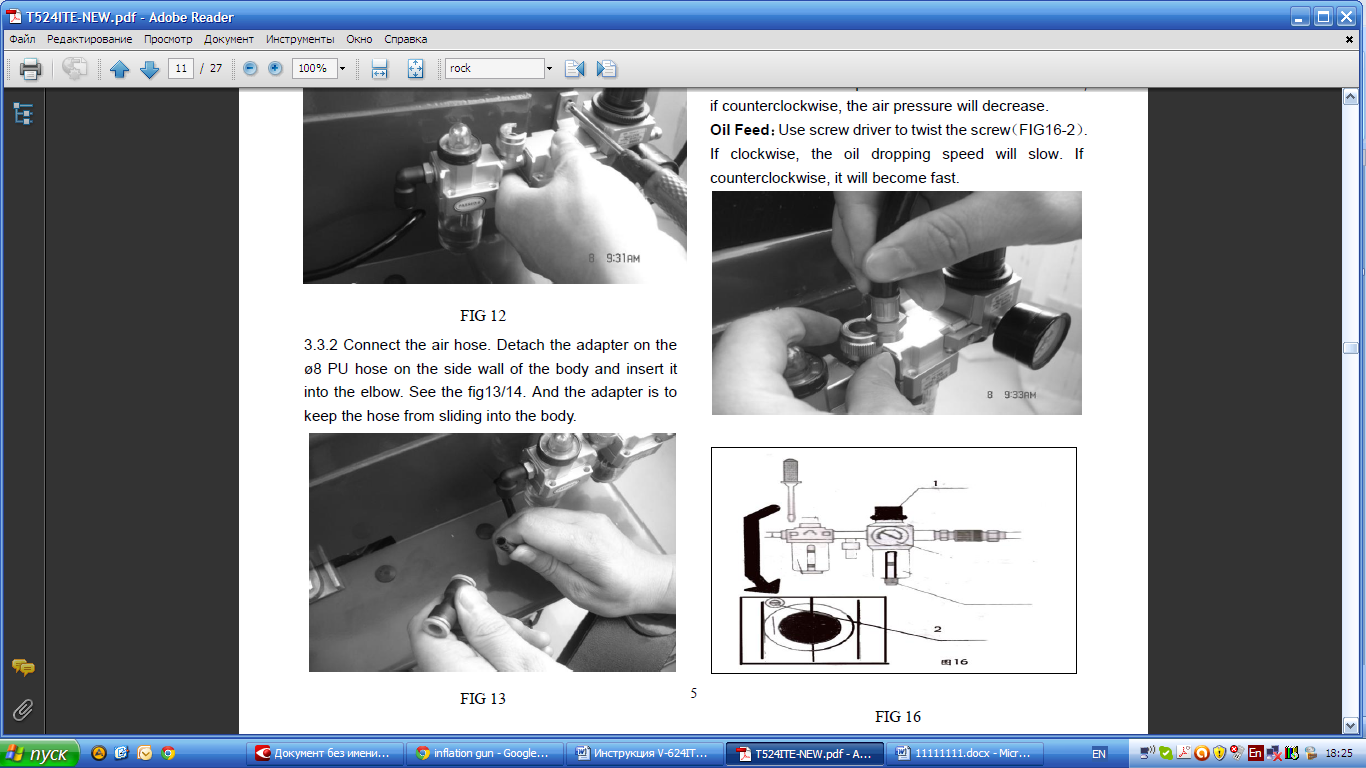 T524ITE-NEW.pdf - Adobe Reader
Файл Редактирование Просмотр Документ Инструменты Окно Справка
11 / 27 100% rock
if counterclockwise, the air pressure will decrease.
Oil Feed: Use screw driver to twist the screw(FIG16-2).
If clockwise, the oil dropping speed will slow. If
counterclockwise, it will become fast.
8 9:31AM
FIG 12
3.3.2 Connect the air hose. Detach the adapter on the
ø8 PU hose on the side wall of the body and insert it
into the elbow. See the fig13/14. And the adapter is to
keep the hose from sliding into the body.
8 9:33AM
1
2
图16
FIG 13
5
FIG 16
пуск
Документ без имени...
inflation gun - Google...
Инструкция V-624IT...
T524ITE-NEW.pdf - A...
11111111.docx - Micr...
EN
En
18:25